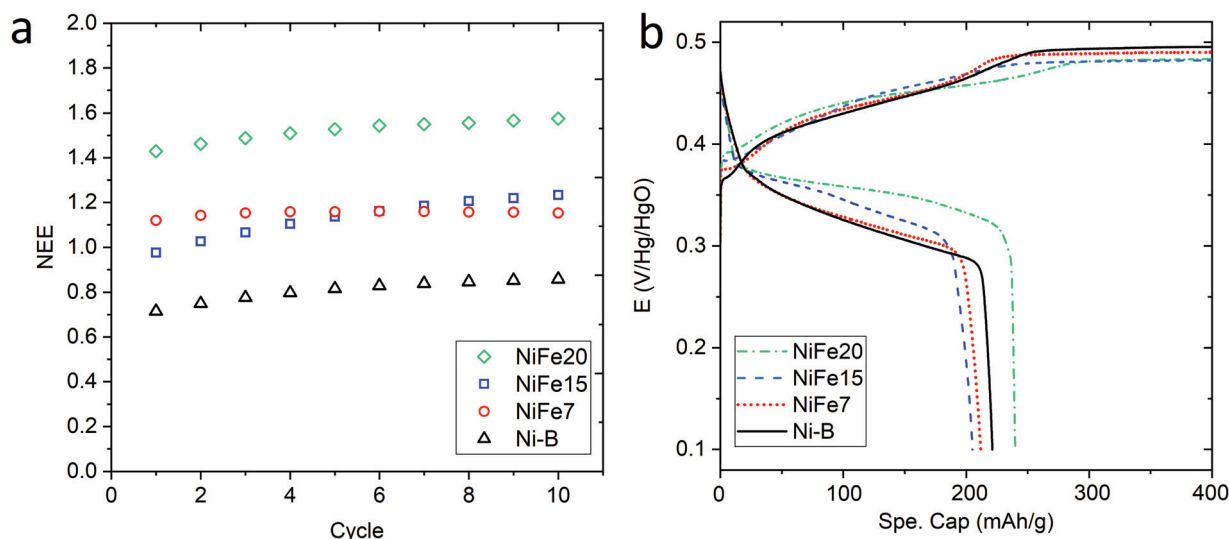 a
2.0
1.8
1.6
1.4
1.2
1.0
0.8
0.6
0.4
0.2
0.0
NEE
0 2 4 6 8 10
Cycle
NiFe20
NiFe15
NiFe7
Ni-B
b
0.5
0.4
0.3
0.2
0.1
E (V/Hg/HgO)
0 100 200 300 400
Spe. Cap (mAh/g)
NiFe20
NiFe15
NiFe7
Ni-B